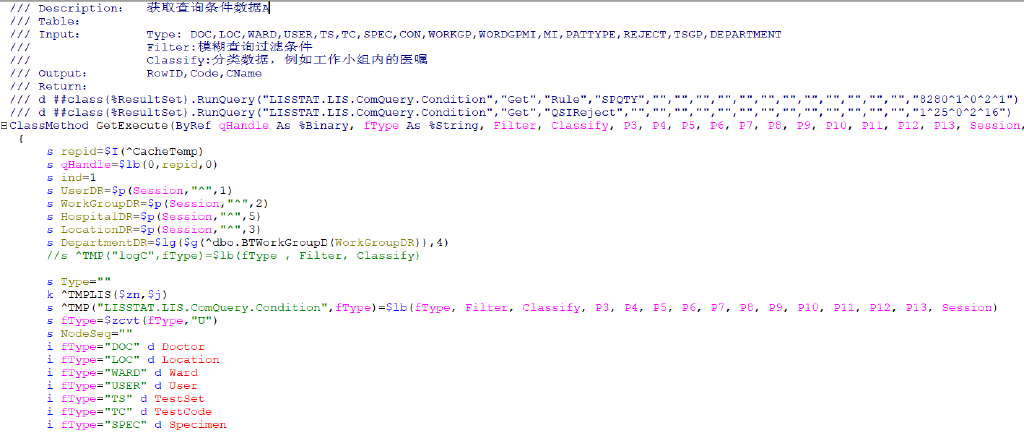 /// Description:   获取查询条件数据A
/// Table:
/// Input:        Type: DOC,LOC,WARD,USER,TS,TC,SPEC,CON,WORKGP,WORDGPMI,MI,PATTYPE,REJECT,TSGP,DEPARTMENT
///               Filter:模糊查询过滤条件
///               Classify:分类数据，例如工作小组内的医嘱
/// Output:       RowID,Code,CName
/// Return:
/// d ##class(%ResultSet).RunQuery("LISSTAT.LIS.ComQuery.Condition","Get","Rule","SPQTY","","","","","","","","","","","","","8280^1^0^2^1")
/// d ##class(%ResultSet).RunQuery("LISSTAT.LIS.ComQuery.Condition","Get","QSIReject","","","","","","","","","","","","","1^25^0^2^16")
ClassMethod GetExecute(ByRef qHandle As %Binary, fType As %String, Filter, Classify, P3, P4, P5, P6, P7, P8, P9, P10, P11, P12, P13, Session,
{
s repid=$I(^CacheTemp)
s qHandle=$lb(0,repid,0)
s ind=1
s UserDR=$p(Session,"^",1)
s WorkGroupDR=$p(Session,"^",2)
s HospitalDR=$p(Session,"^",5)
s LocationDR=$p(Session,"^",3)
s DepartmentDR=$lg($g(^dbo.BTWorkGroupD(WorkGroupDR)),4)
//s ^TMP("logC",fType)=$lb(fType , Filter, Classify)
s Type=""
k ^TMPLIS($zn,$j)
s ^TMP("LISSTAT.LIS.ComQuery.Condition",fType)=$lb(fType, Filter, Classify, P3, P4, P5, P6, P7, P8, P9, P10, P11, P12, P13, Session)
s fType=$zcvt(fType,"U")
s NodeSeq=""
i fType="DOC" d Doctor
i fType="LOC" d Location
i fType="WARD" d Ward
i fType="USER" d User
i fType="TS" d TestSet
i fType="TC" d TestCode
i fType="SPEC" d Specimen